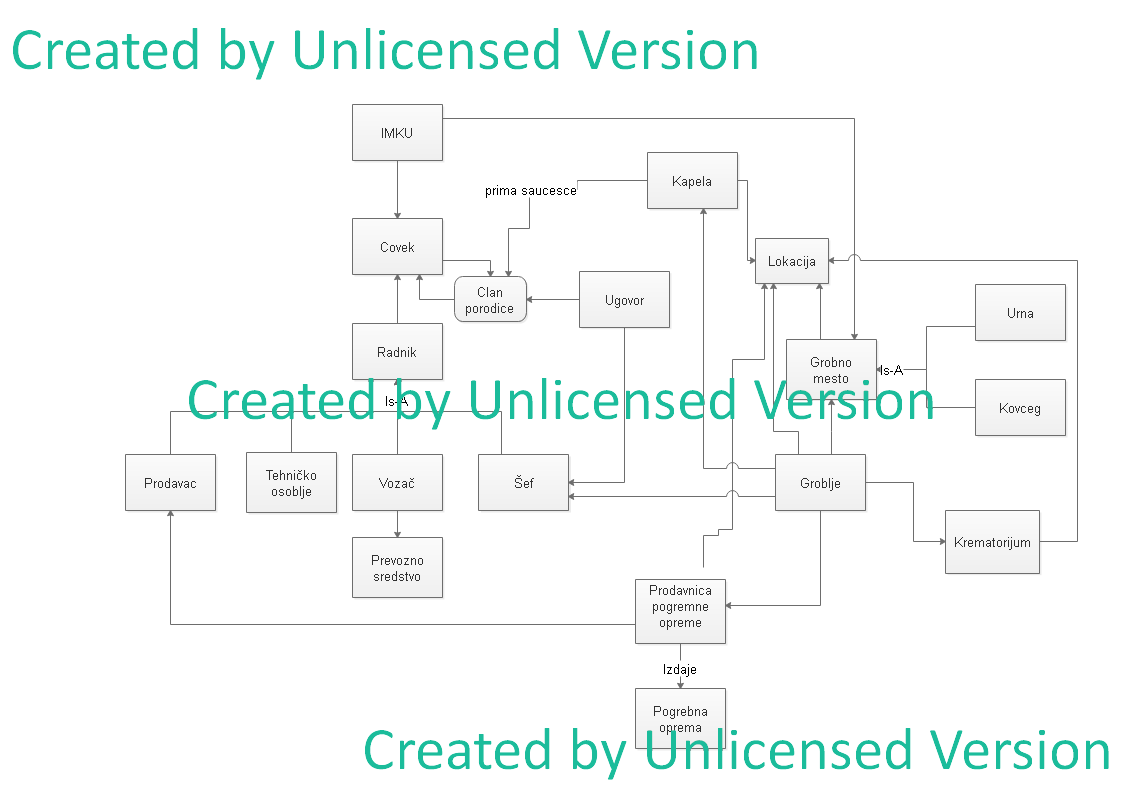 Created by Unlicensed Version
IMKU
Kapela
prima saucesce
Covek
Lokacija
Clan
porodice
Ugovor
Urna
Radnik
Grobno
mesto
Is-A
Created by Unlicensed Version
Is-A
Kovceg
Prodavac
Tehničko
osoblje
Vozač
Šef
Groblje
Krematorijum
Prevozno
sredstvo
Prodavnica
pogremne
opreme
Izdaje
Pogrebna
oprema
Created by Unlicensed Version